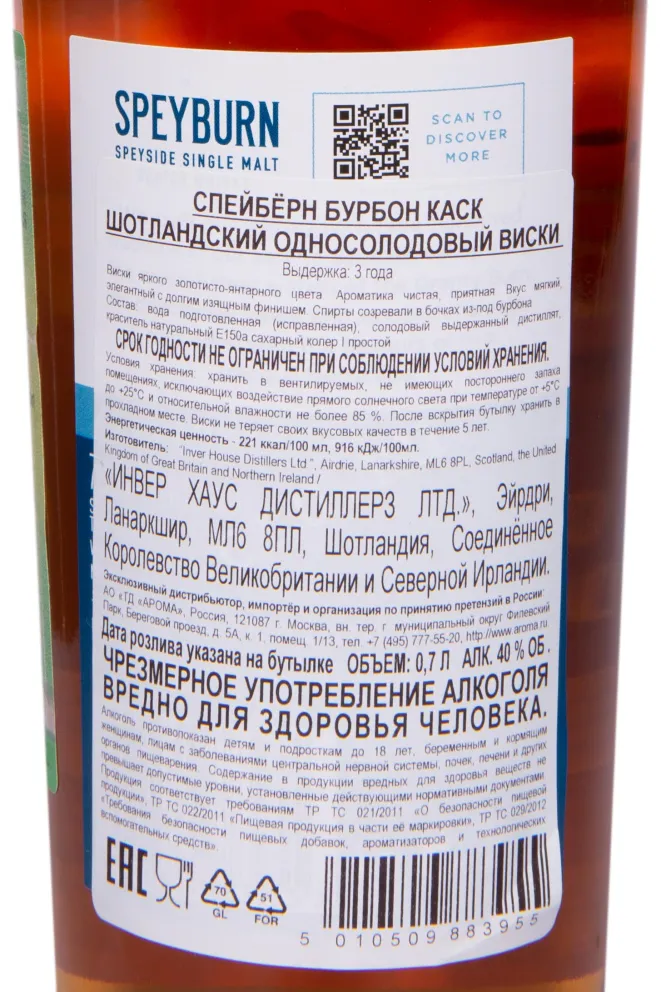 SPEYBURN
SPEYSIDE SINGLE MALT
SCAN TO
DISCOVER
MORE
СПЕЙБЁРН БУРБОН КАСК
ШОТЛАНДСКИЙ ОДНОСОЛОДОВЫЙ ВИСКИ
Выдержка: 3 года
Виски яркого золотисто-янтарного цвета Ароматика чистая, приятная Вкус мягкий,
элегантный с долгим изящным финишем. Спирты созревали в бочках из-под бурбона
Состав: вода подготовленная (исправленная), солодовый выдержанный дистиллят,
краситель натуральный Е150а сахарный колер I простой
СРОК ГОДНОСТИ НЕ ОГРАНИЧЕН ПРИ СОБЛЮДЕНИИ УСЛОВИЙ ХРАНЕНИЯ.
Условия хранения: хранить в вентилируемых, не имеющих постороннего запаха
помещениях, исключающих воздействие прямого солнечного света при температуре от +5°C
до +25°C и относительной влажности не более 85 %. После вскрытия бутылку хранить в
прохладном месте. Виски не теряет своих вкусовых качеств в течение 5 лет.
Энергетическая ценность - 221 ккал/100 мл, 916 кДж/100мл.
Изготовитель: "Inver House Distillers Ltd ", Airdrie, Lanarkshire, ML6 8PL, Scotland, the United
Kingdom of Great Britain and Northern Ireland /
«ИНВЕР ХАУС ДИСТИЛЛЕРЗ ЛТД.», Эйрдри,
Ланаркшир, МЛ6 8ПЛ, Шотландия, Соединённое
Королевство Великобритании и Северной Ирландии.
Эксклюзивный дистрибьютор, импортёр и организация по принятию претензий в России:
АО «ТД «АРОМА», Россия, 121087 г. Москва, вн. тер. г. муниципальный округ Филевский
Парк, Береговой проезд, д. 5А, к. 1, помещ. 1/13, тел. +7 (495) 777-55-20, http://www.aroma.ru
Дата розлива указана на бутылке ОБЪЕМ: 0,7 Л АЛК. 40 % ОБ.
ЧРЕЗМЕРНОЕ УПОТРЕБЛЕНИЕ АЛКОГОЛЯ
ВРЕДНО ДЛЯ ЗДОРОВЬЯ ЧЕЛОВЕКА.
Алкоголь противопоказан детям и подросткам до 18 лет, беременным и кормящим
женщинам, лицам с заболеваниями центральной нервной системы, почек, печени и других
органов пищеварения. Содержание в продукции вредных для здоровья веществ не
превышает допустимые уровни, установленные действующими нормативными документами.
Продукция соответствует требованиям ТР ТС 021/2011 «О безопасности пищевой
продукции», ТР ТС 022/2011 «Пищевая продукция в части её маркировки», ТР ТС 029/2012
«Требования безопасности пищевых добавок, ароматизаторов и технологических
вспомогательных средств».
EAC
70
GL
51
FOR
5 010509 883955